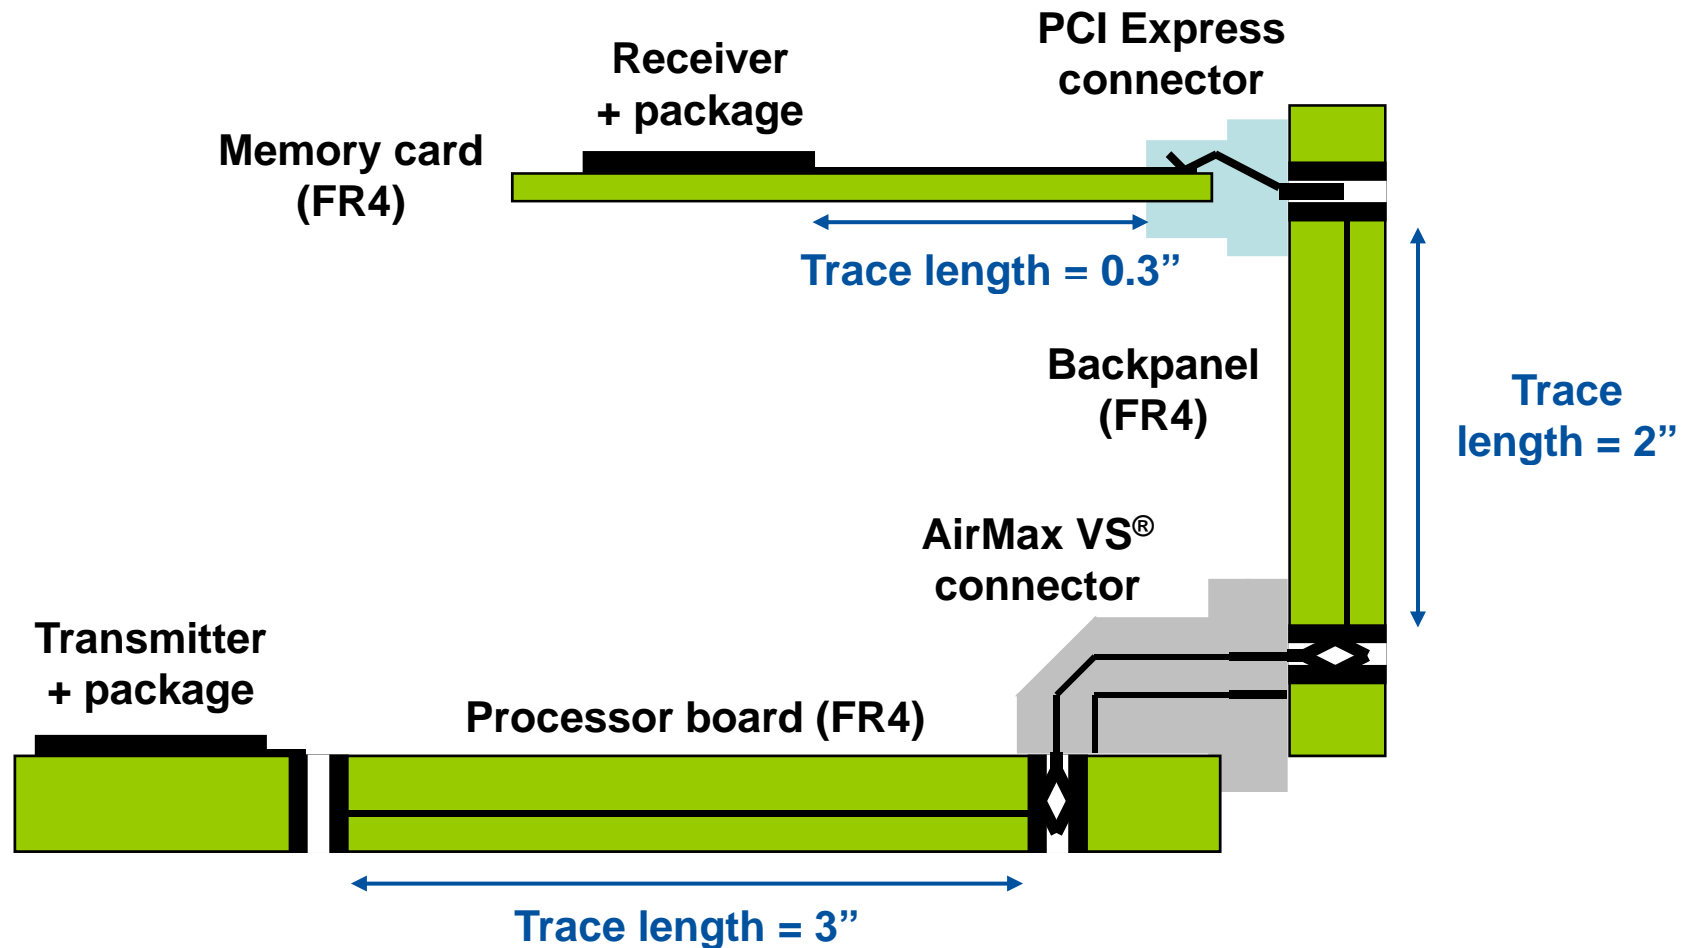 PCI Express
connector
Receiver
+ package
Memory card
(FR4)
Trace length = 0.3”
Backpanel
(FR4)
Trace
length = 2”
AirMax VS®
connector
Transmitter
+ package
Processor board (FR4)
Trace length = 3”